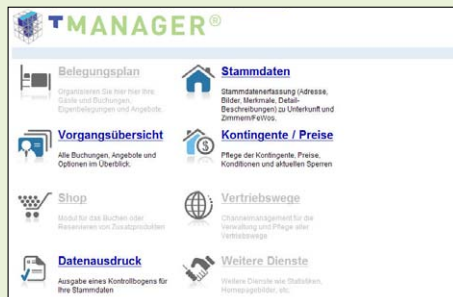 TMANAGER®
Belegungsplan
Organisieren Sie hier Ihre
Gäste und Buchungen,
Eigenbelegungen und Angebote.
Stammdaten
Stammdatenerfassung (Adresse,
Bilder, Merkmale, Detail-
Beschreibungen) zu Unterkunft und
Zimmern/FeWos.
Vorgangsübersicht
Alle Buchungen, Angebote und
Optionen im Überblick.
Kontingente / Preise
Pflege der Kontingente, Preise,
Konditionen und aktuellen Sperren
Shop
Modul für das Buchen oder
Reservieren von Zusatzprodukten
Vertriebswege
Channelmanagement für die
Verwaltung und Pflege aller
Vertriebswege
Datenausdruck
Ausgabe eines Kontrollbogens für
Ihre Stammdaten
Weitere Dienste
Weitere Dienste wie Statistiken,
Homepagebilder, etc.